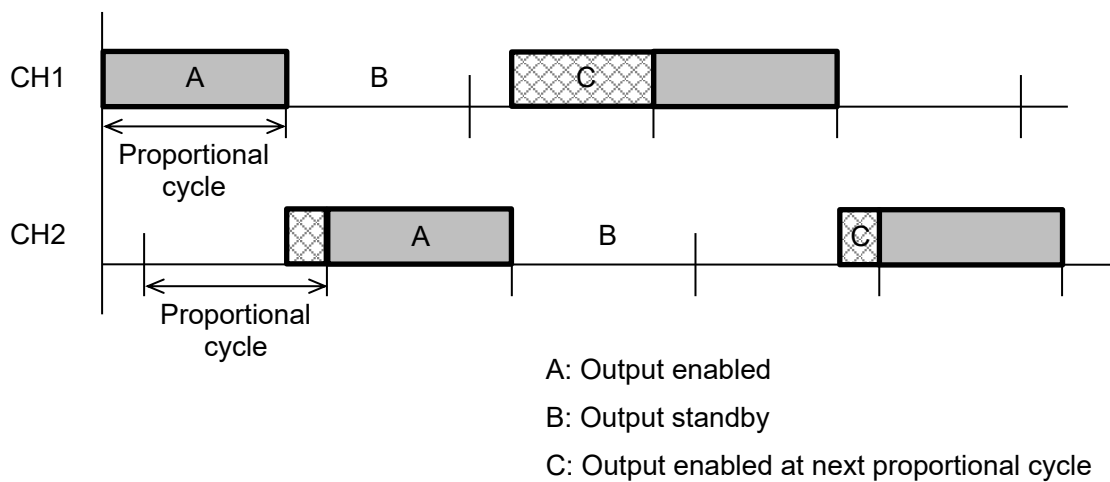 CH1
A
B
C
Proportional
cycle
CH2
A
B
C
Proportional
cycle
A: Output enabled
B: Output standby
C: Output enabled at next proportional cycle